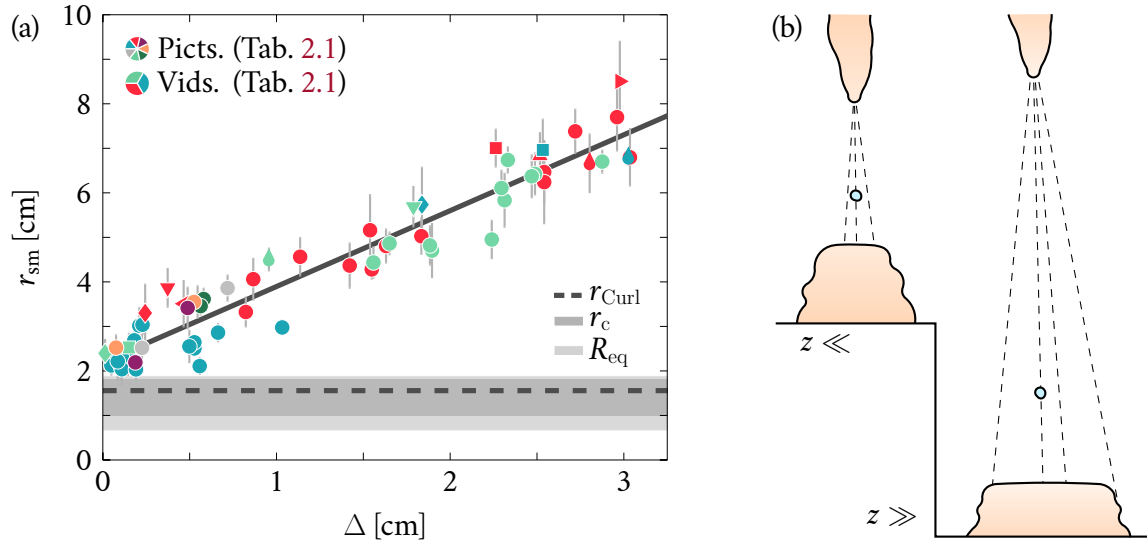 (a)
10
8
6
4
2
0
r_sm [cm]
Picts. (Tab. 2.1)
Vids. (Tab. 2.1)
r_Curl
r_c
R_eq
0
1
2
3
Δ [cm]
(b)
z ≪
z ≫